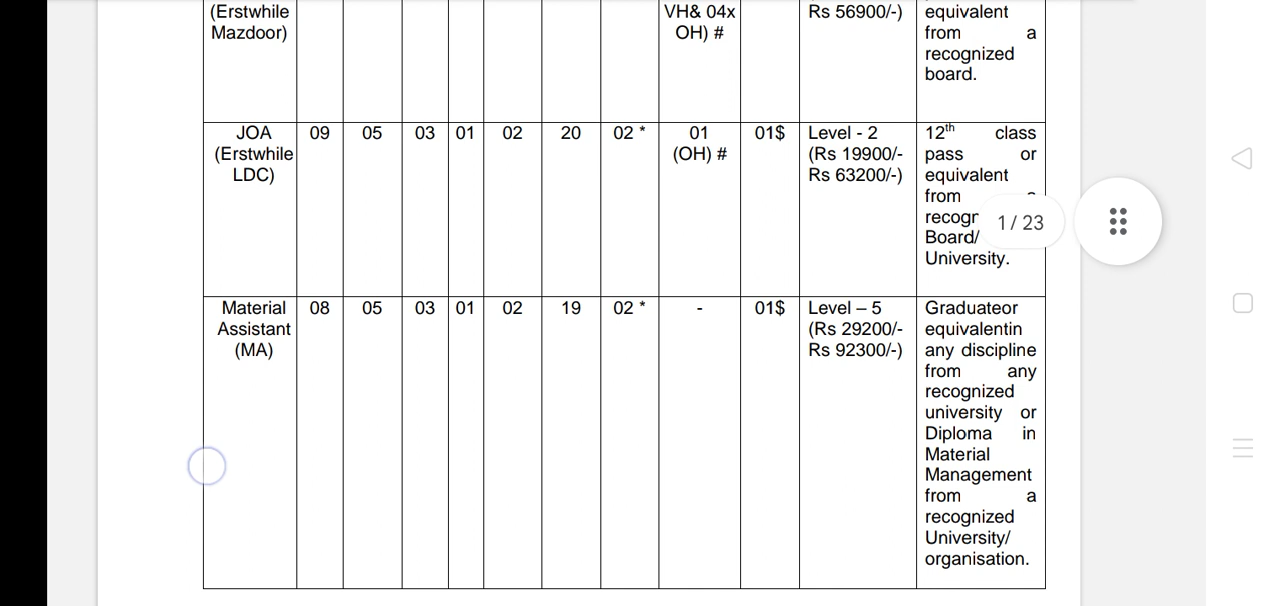 (Erstwhile
Mazdoor)
VH& 04x
OH) #
Rs 56900/-)
equivalent
from a
recognized
board.
JOA
(Erstwhile
LDC)
09
05
03
01
02
20
02 *
01
(OH) #
01$
Level - 2
(Rs 19900/-
Rs 63200/-)
12th class
pass or
equivalent
from
recogr
Board/
University.
1 / 23
Material
Assistant
(MA)
08
05
03
01
02
19
02 *
-
01$
Level – 5
(Rs 29200/-
Rs 92300/-)
Graduateor
equivalentin
any discipline
from any
recognized
university or
Diploma in
Material
Management
from a
recognized
University/
organisation.